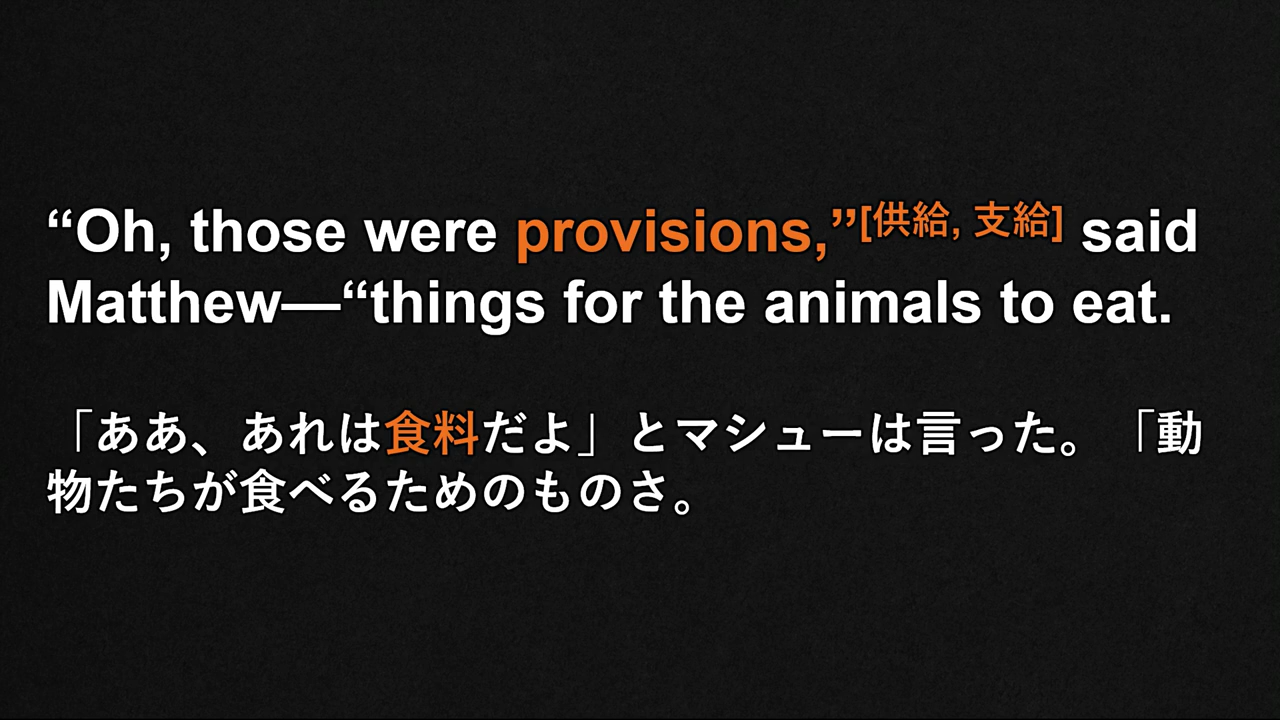 “Oh, those were provisions,”[供給, 支給] said
Matthew—“things for the animals to eat.
「ああ、あれは食料だよ」とマシューは言った。 「動
物たちが食べるためのものさ。